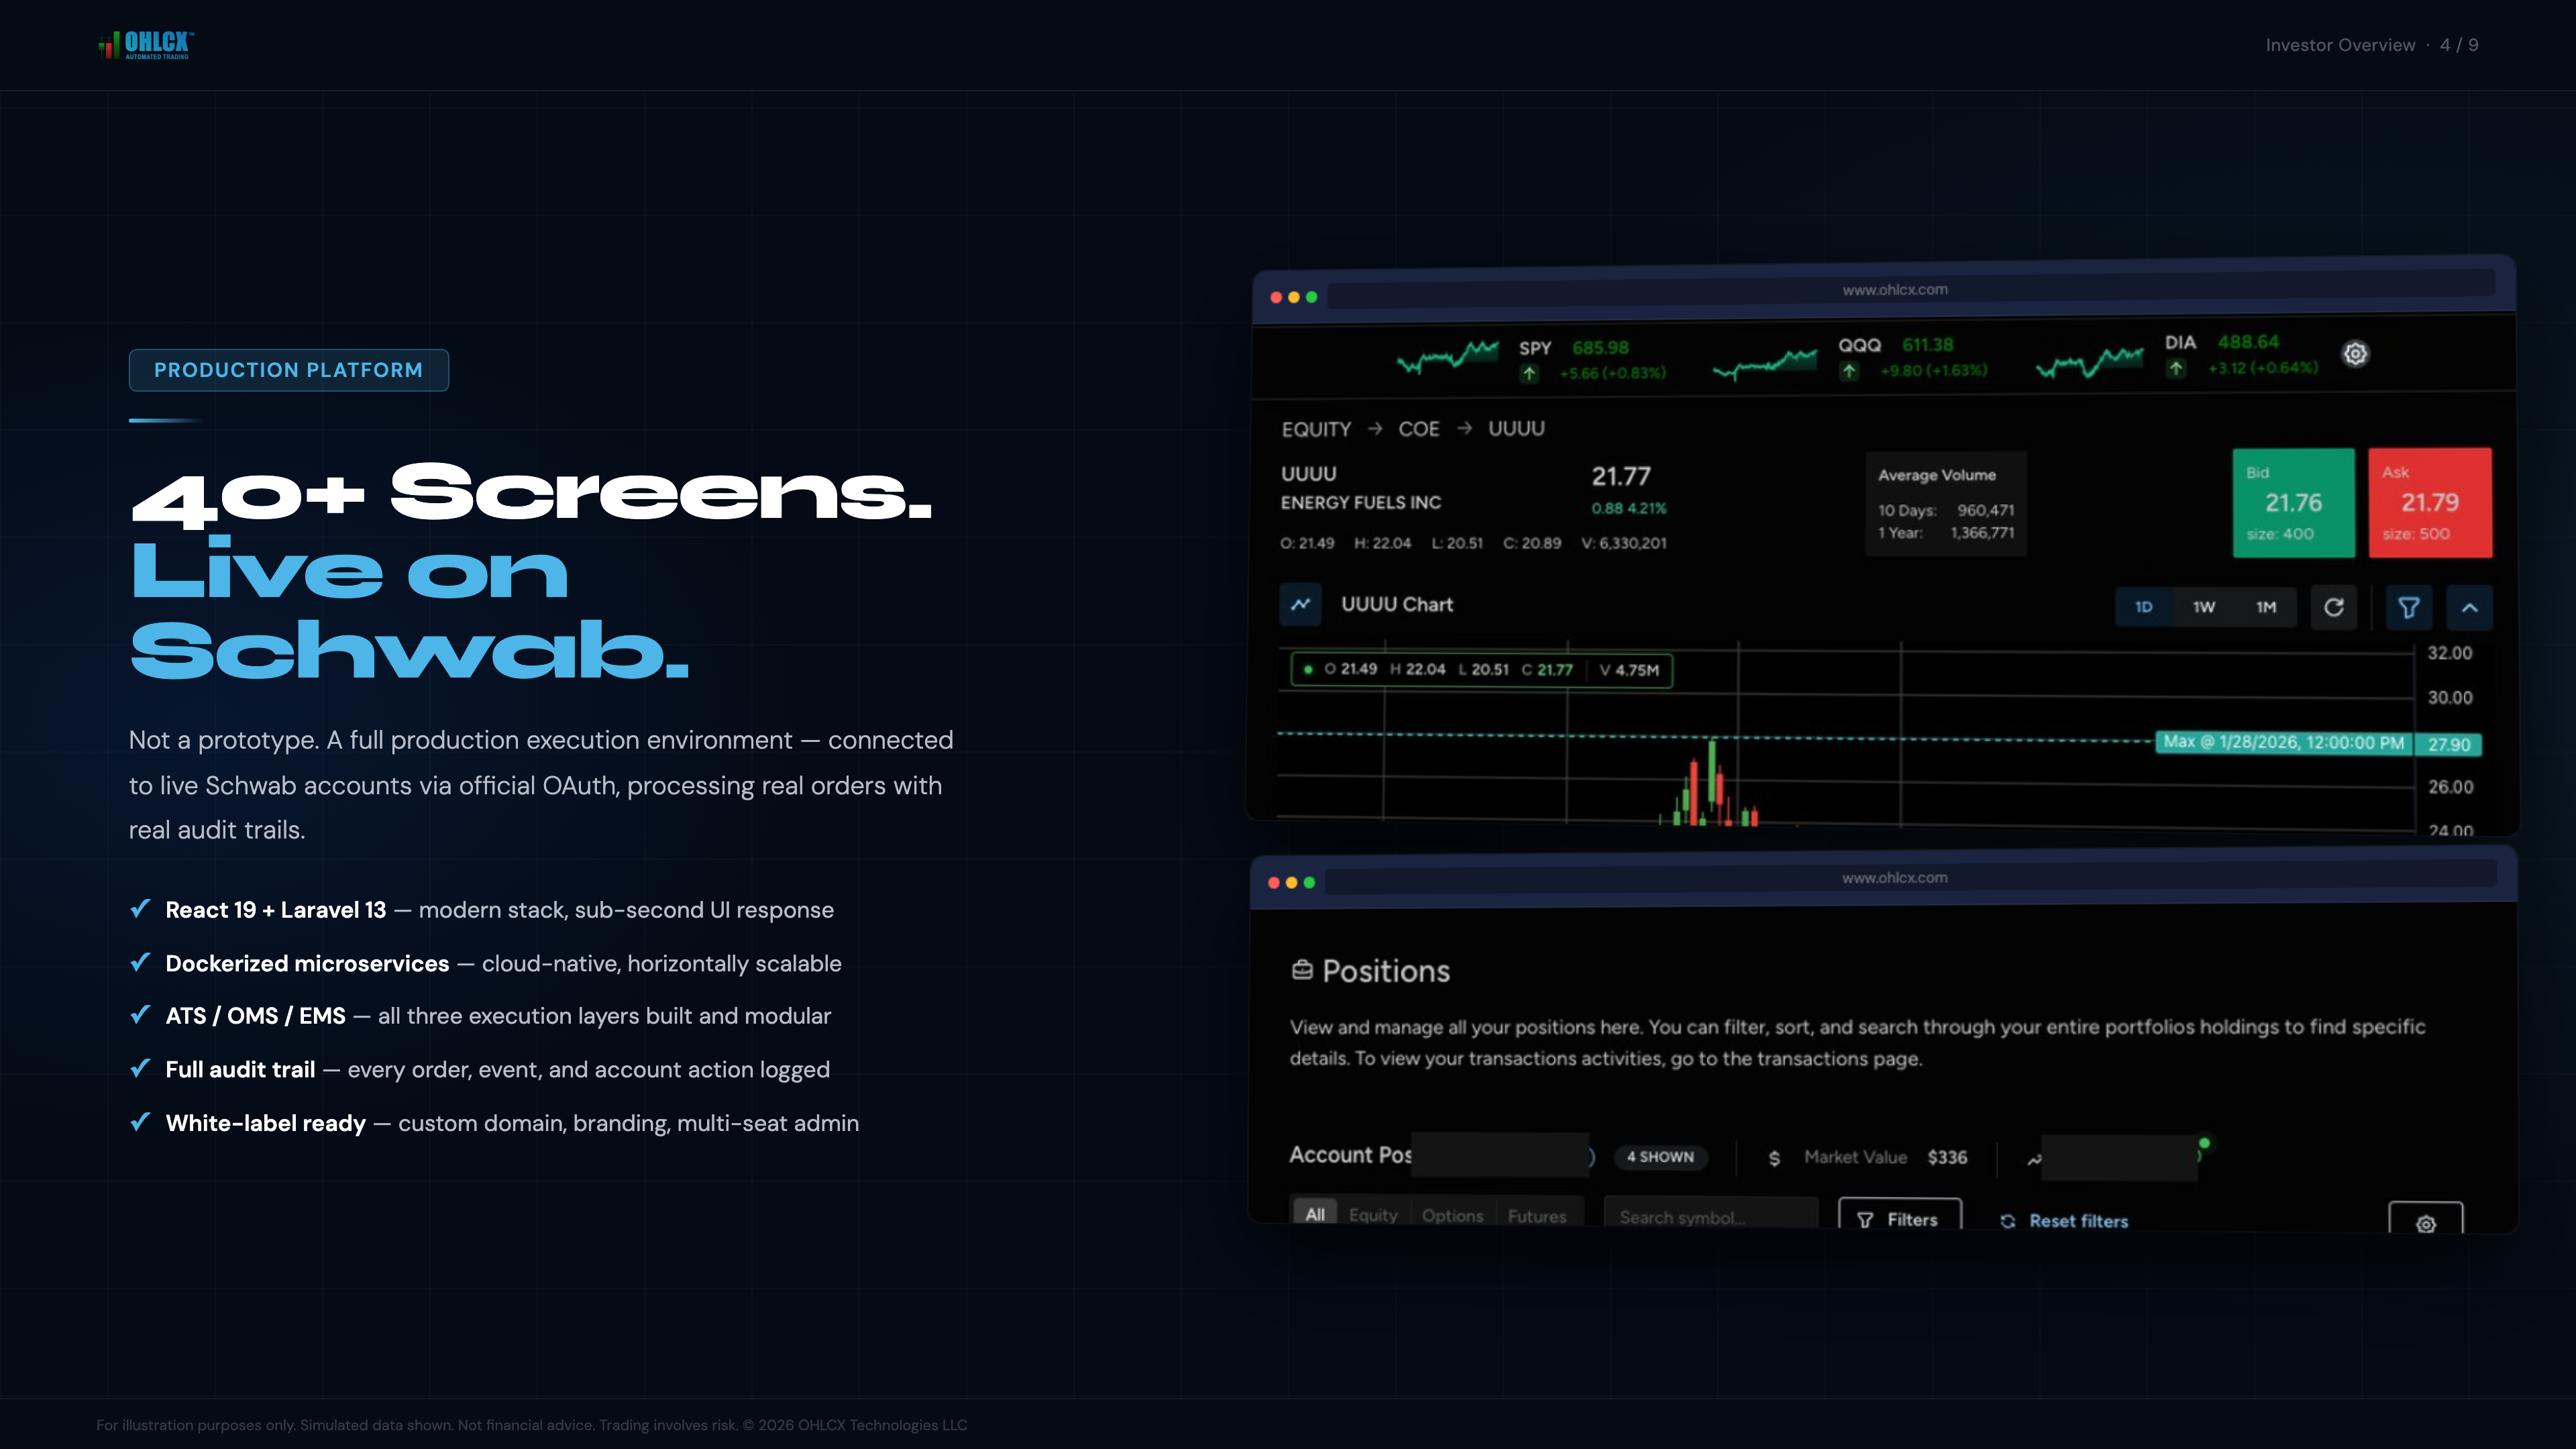 OHLCX™
AUTOMATED TRADING
Investor Overview · 4 / 9
PRODUCTION PLATFORM
40+ Screens.
Live on
Schwab.
Not a prototype. A full production execution environment — connected
to live Schwab accounts via official OAuth, processing real orders with
real audit trails.
✓ React 19 + Laravel 13 — modern stack, sub-second UI response
✓ Dockerized microservices — cloud-native, horizontally scalable
✓ ATS / OMS / EMS — all three execution layers built and modular
✓ Full audit trail — every order, event, and account action logged
✓ White-label ready — custom domain, branding, multi-seat admin
www.ohlcx.com
SPY 685.98
+5.66 (+0.83%)
QQQ 611.38
+9.80 (+1.63%)
DIA 488.64
+3.12 (+0.64%)
EQUITY → COE → UUUU
UUUU
ENERGY FUELS INC
21.77
0.88 4.21%
O: 21.49 H: 22.04 L: 20.51 C: 20.89 V: 6,330,201
Average Volume
10 Days: 960,471
1 Year: 1,366,771
Bid
21.76
size: 400
Ask
21.79
size: 500
UUUU Chart
1D 1W 1M
O 21.49 H 22.04 L 20.51 C 21.77 V 4.75M
32.00
30.00
Max @ 1/28/2026, 12:00:00 PM 27.90
26.00
24.00
www.ohlcx.com
Positions
View and manage all your positions here. You can filter, sort, and search through your entire portfolios holdings to find specific
details. To view your transactions activities, go to the transactions page.
Account Pos
4 SHOWN
$ Market Value $336
All Equity Options Futures
Search symbol...
Filters
Reset filters
For illustration purposes only. Simulated data shown. Not financial advice. Trading involves risk. © 2026 OHLCX Technologies LLC